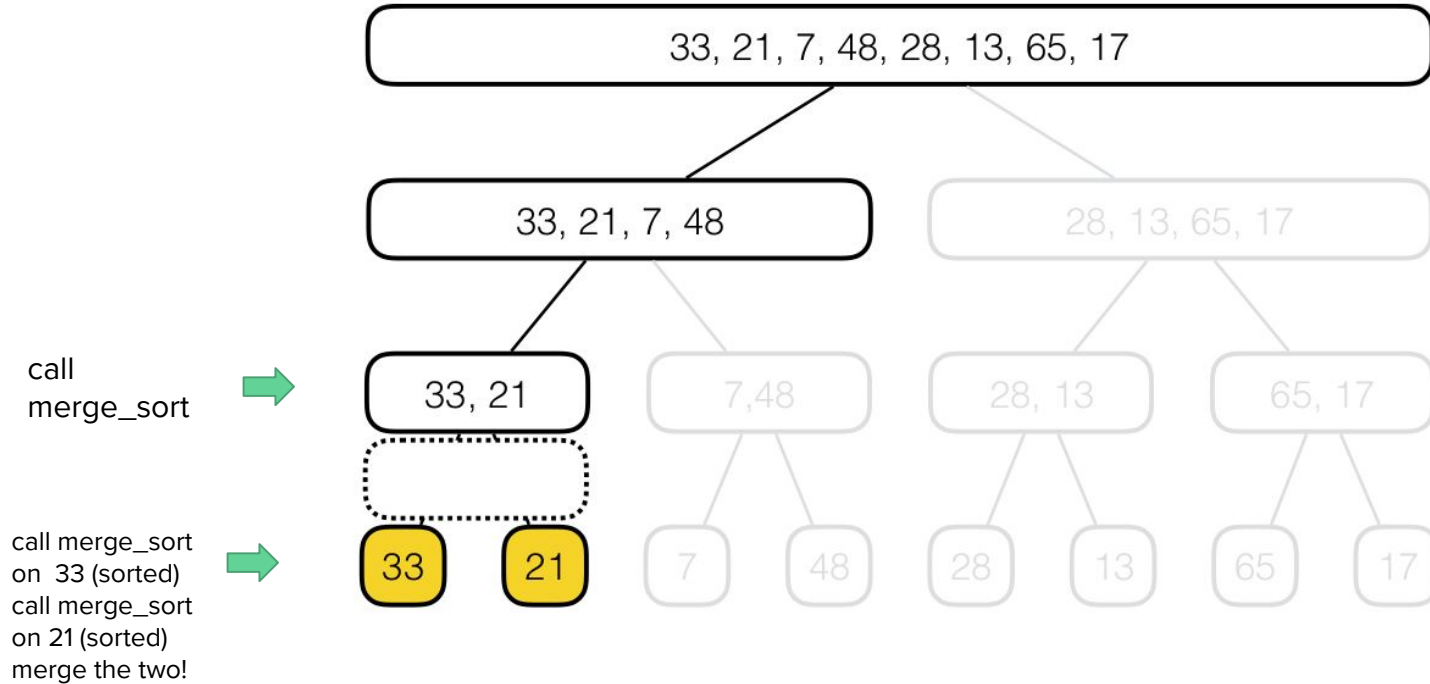 33, 21, 7, 48, 28, 13, 65, 17
33, 21, 7, 48
28, 13, 65, 17
call
merge_sort
33, 21
7,48
28, 13
65, 17
call merge_sort
on 33 (sorted)
call merge_sort
on 21 (sorted)
merge the two!
33
21
7
48
28
13
65
17